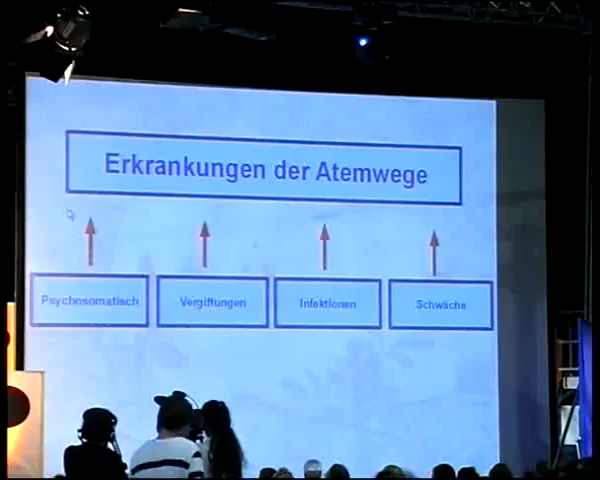 Erkrankungen der Atemwege
Psychosomatisch
Vergiftungen
Infektionen
Schwäche